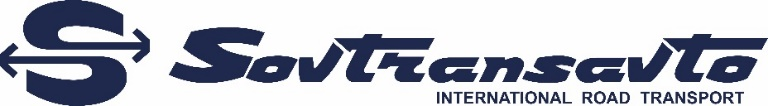 S Sovtransavto
INTERNATIONAL ROAD TRANSPORT